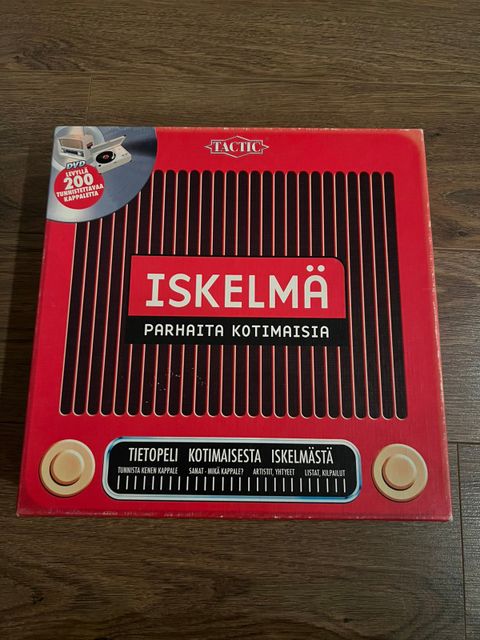 TACTIC
DVD
LEVYLLÄ
200
TUNNISTETTAVAA
KAPPALETTA
ISKELMÄ
PARHAITA KOTIMAISIA
TIETOPELI KOTIMAISESTA ISKELMÄSTÄ
TUNNISTA KENEN KAPPALE SANAT - MIKÄ KAPPALE? ARTISTIT, YHTYEET LISTAT, KILPAILUT